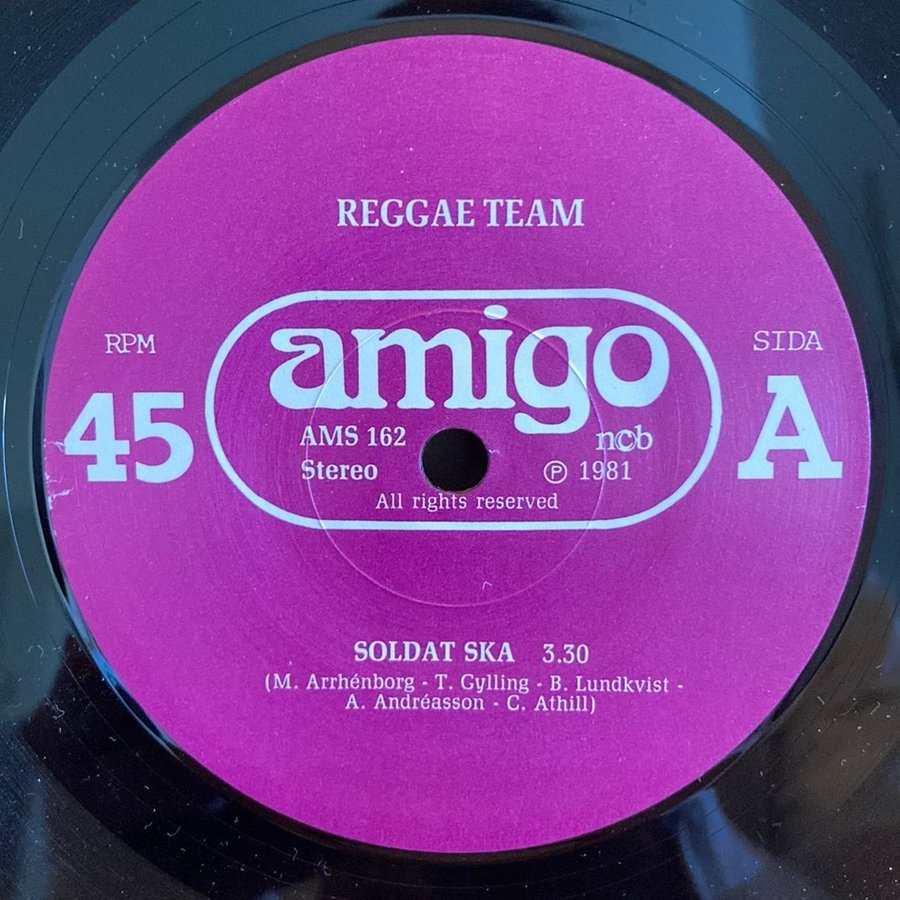 REGGAE TEAM
amigo
RPM
45
SIDA
A
AMS 162
Stereo
ncb
Ⓟ 1981
All rights reserved
SOLDAT SKA 3.30
(M. Arrhénborg - T. Gylling - B. Lundkvist -
A. Andréasson - C. Athill)